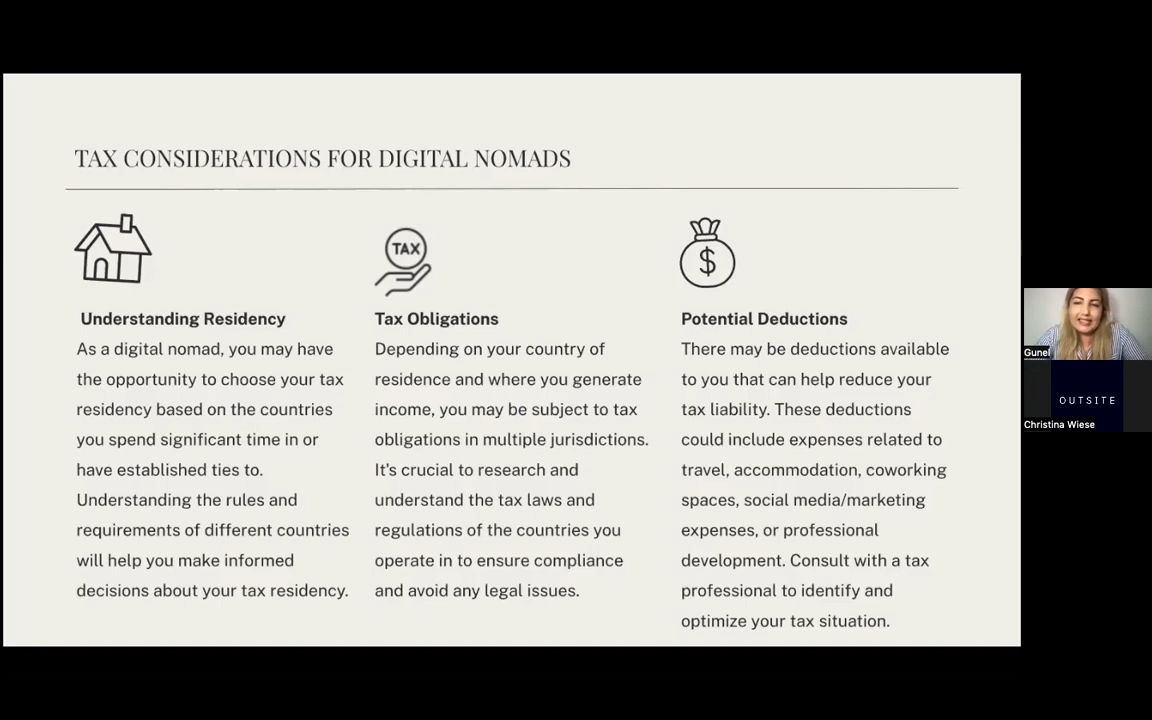 TAX CONSIDERATIONS FOR DIGITAL NOMADS
TAX
$
Understanding Residency
As a digital nomad, you may have
the opportunity to choose your tax
residency based on the countries
you spend significant time in or
have established ties to.
Understanding the rules and
requirements of different countries
will help you make informed
decisions about your tax residency.
Tax Obligations
Depending on your country of
residence and where you generate
income, you may be subject to tax
obligations in multiple jurisdictions.
It's crucial to research and
understand the tax laws and
regulations of the countries you
operate in to ensure compliance
and avoid any legal issues.
Potential Deductions
There may be deductions available
to you that can help reduce your
tax liability. These deductions
could include expenses related to
travel, accommodation, coworking
spaces, social media/marketing
expenses, or professional
development. Consult with a tax
professional to identify and
optimize your tax situation.
Gunel
OUTSITE
Christina Wiese